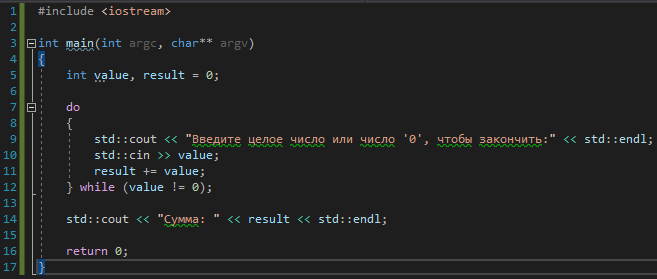 1 #include <iostream>
2
3 int main(int argc, char** argv)
4 {
5 int value, result = 0;
6
7 do
8 {
9 std::cout << "Введите целое число или число '0', чтобы закончить:" << std::endl;
10 std::cin >> value;
11 result += value;
12 } while (value != 0);
13
14 std::cout << "Сумма: " << result << std::endl;
15
16 return 0;
17 }